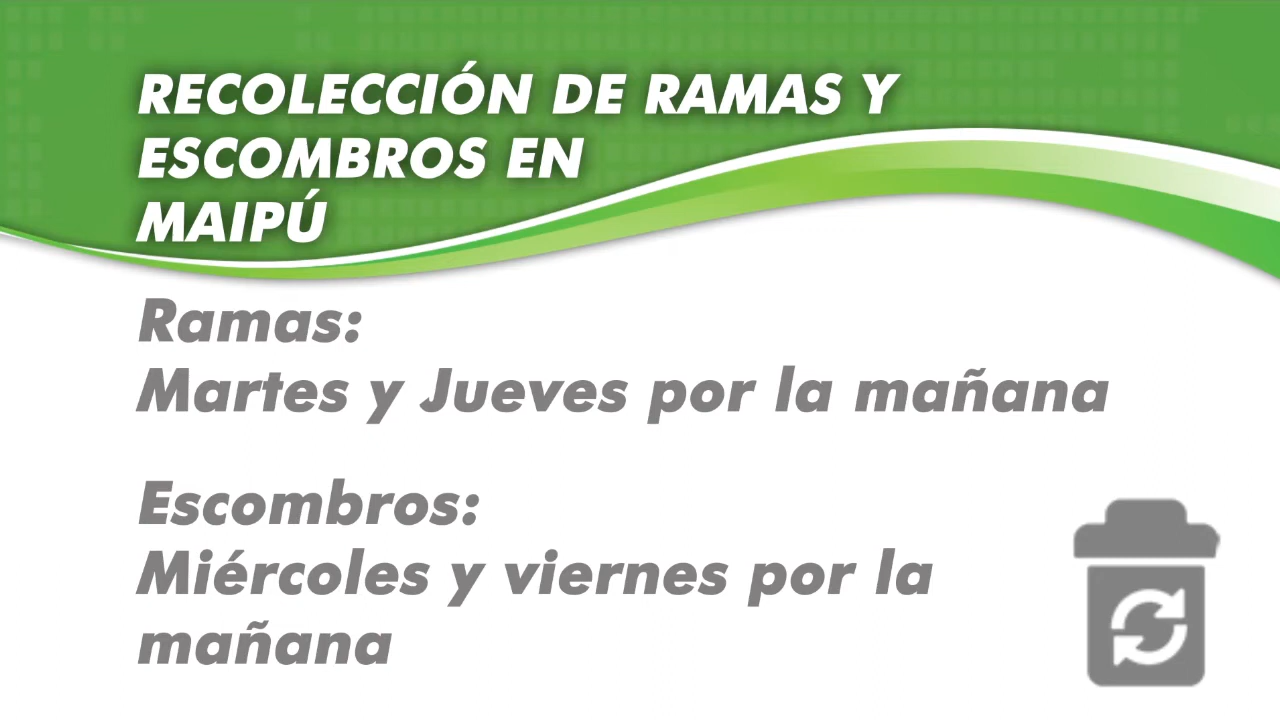 RECOLECCIÓN DE RAMAS Y
ESCOMBROS EN
MAIPÚ
Ramas:
Martes y Jueves por la mañana
Escombros:
Miércoles y viernes por la
mañana